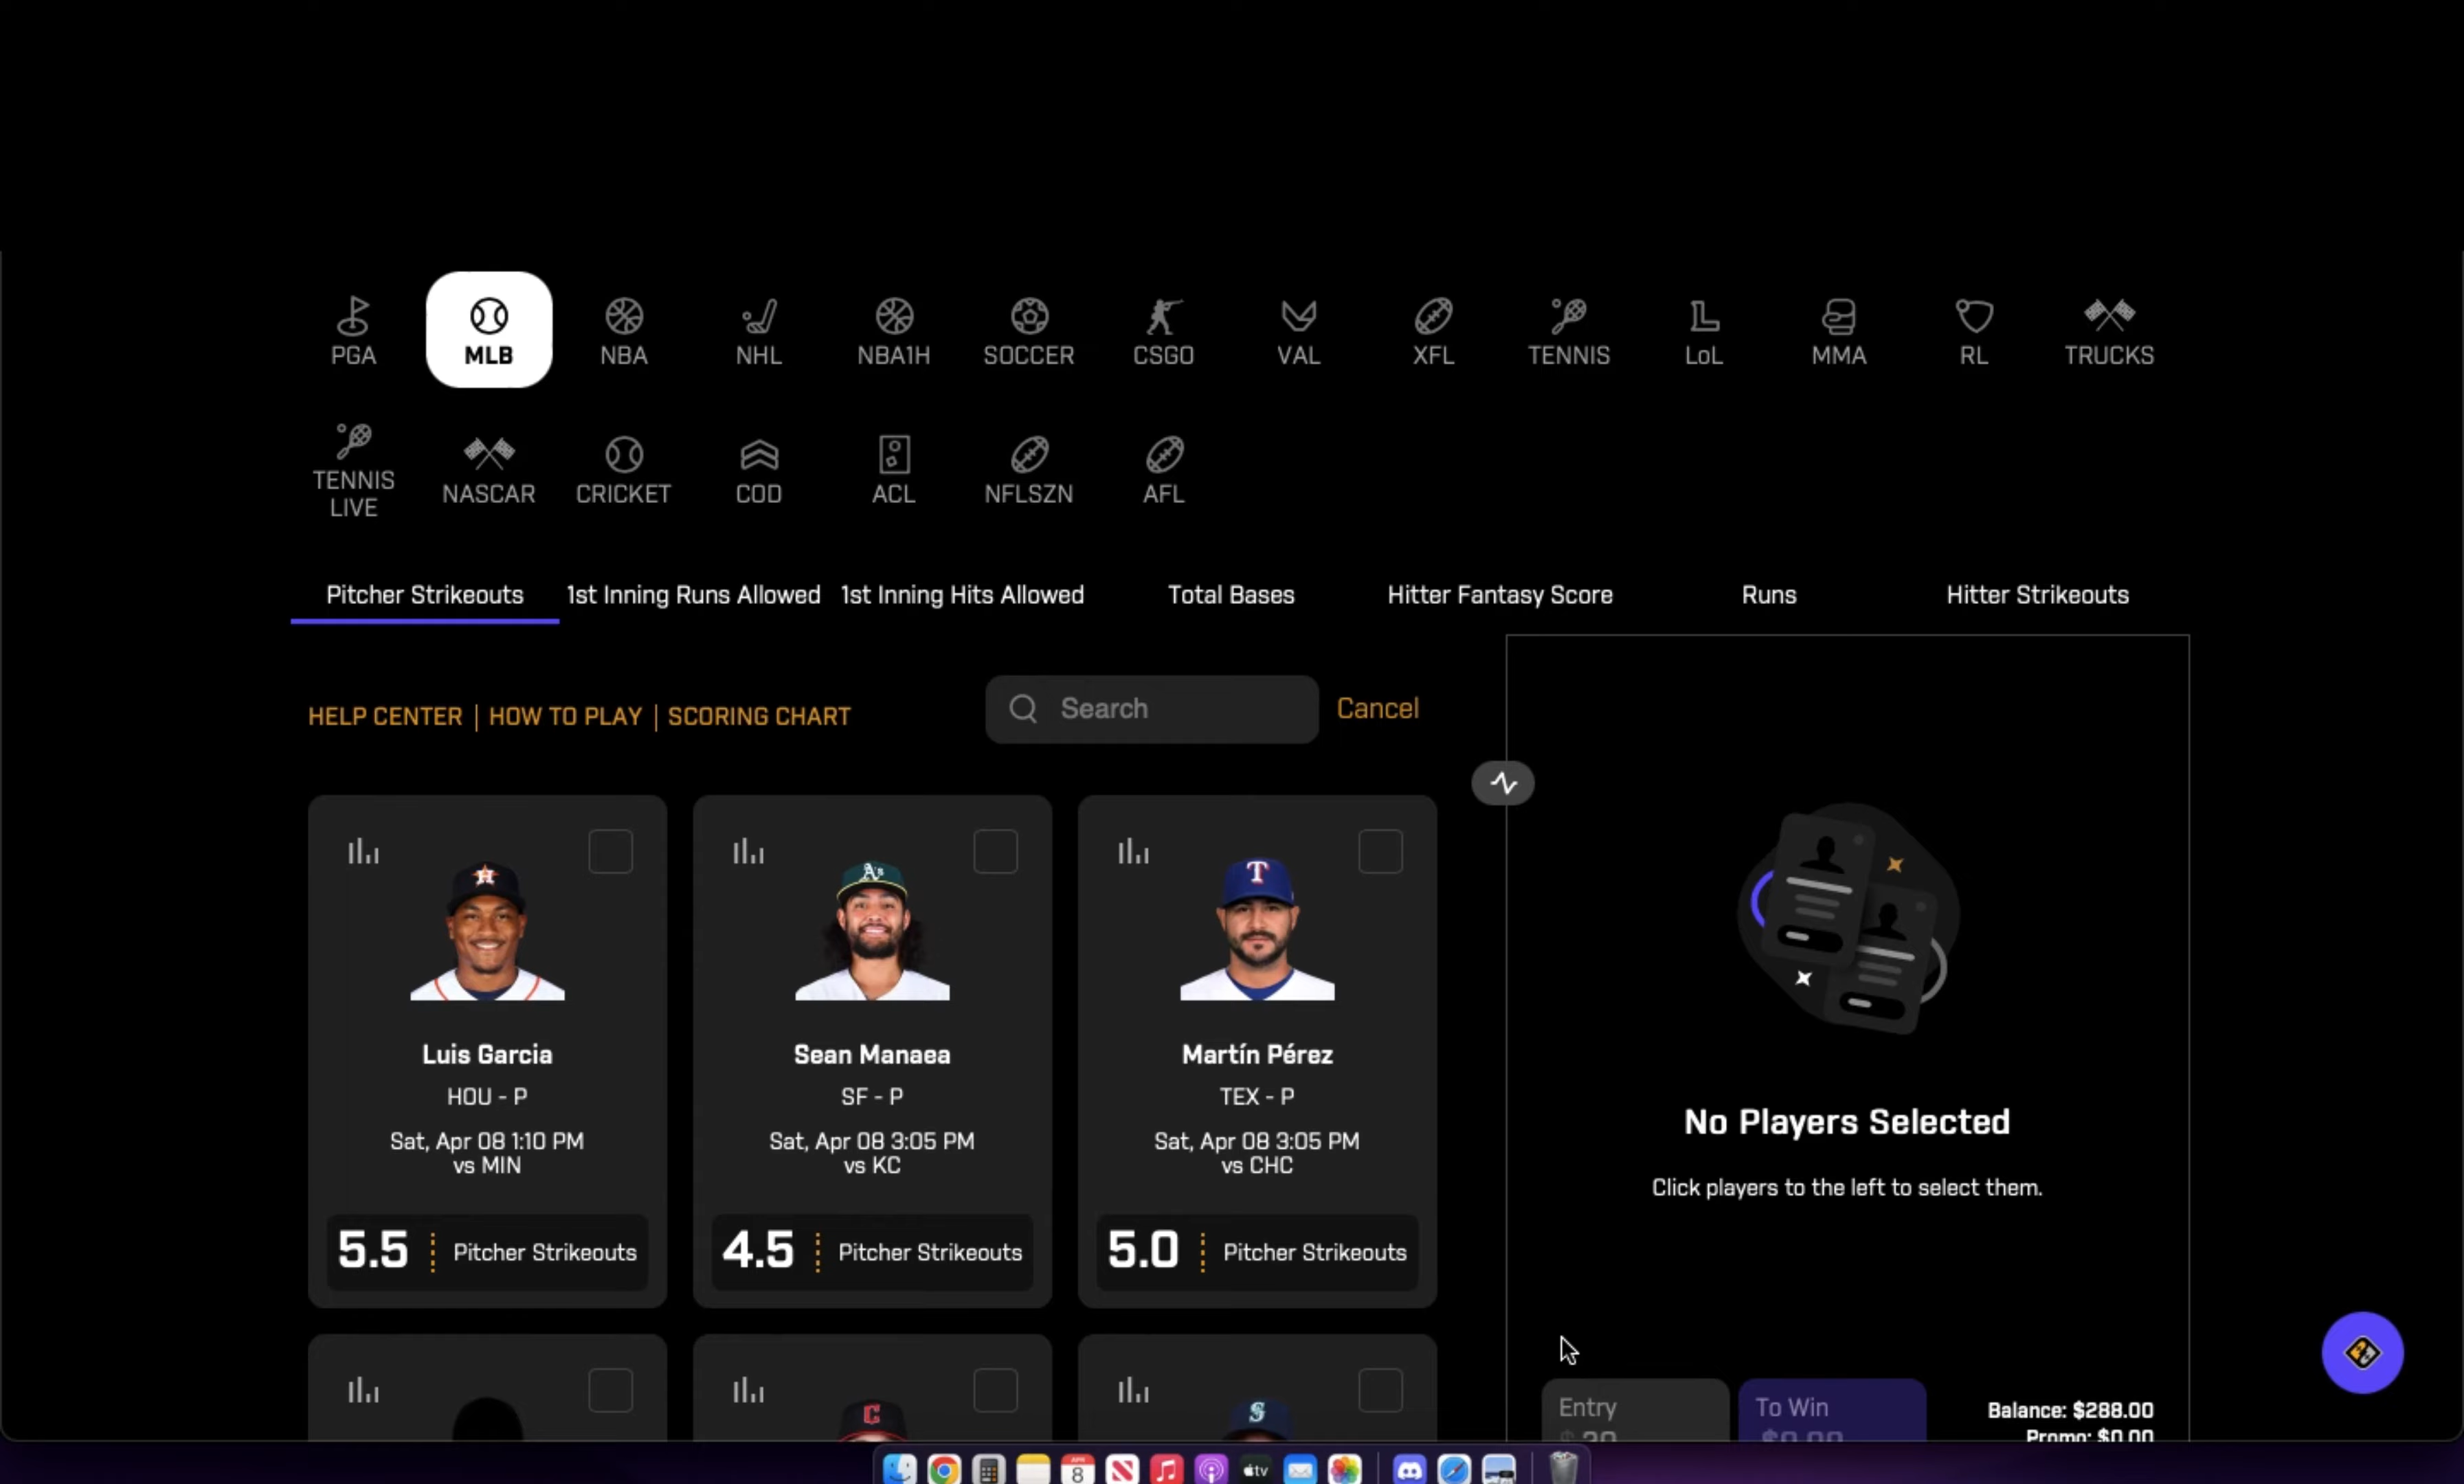 PGA
MLB
NBA
NHL
NBA1H
SOCCER
CSGO
VAL
XFL
TENNIS
LoL
MMA
RL
TRUCKS
TENNIS
LIVE
NASCAR
CRICKET
COD
ACL
NFLSZN
AFL
Pitcher Strikeouts
1st Inning Runs Allowed
1st Inning Hits Allowed
Total Bases
Hitter Fantasy Score
Runs
Hitter Strikeouts
HELP CENTER | HOW TO PLAY | SCORING CHART
Search
Cancel
A's
T
Luis Garcia
HOU - P
Sat, Apr 08 1:10 PM
vs MIN
5.5
Pitcher Strikeouts
Sean Manaea
SF - P
Sat, Apr 08 3:05 PM
vs KC
4.5
Pitcher Strikeouts
Martín Pérez
TEX - P
Sat, Apr 08 3:05 PM
vs CHC
5.0
Pitcher Strikeouts
No Players Selected
Click players to the left to select them.
C
S
Entry
$ 20
To Win
$0.00
Balance: $288.00
Promo: $0.00
APR
8
tv